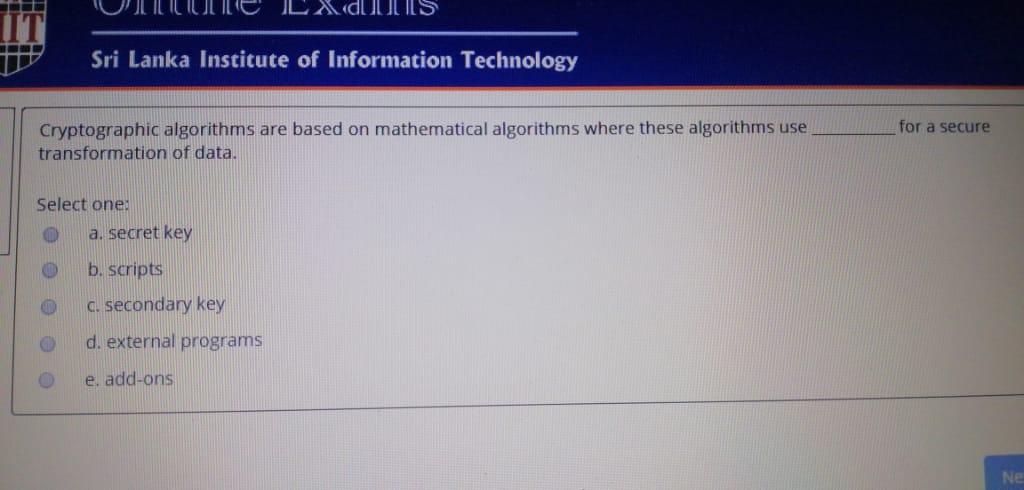 IIT
Online Exams
Sri Lanka Institute of Information Technology
Cryptographic algorithms are based on mathematical algorithms where these algorithms use ________ for a secure
transformation of data.
Select one:
a. secret key
b. scripts
c. secondary key
d. external programs
e. add-ons
Ne